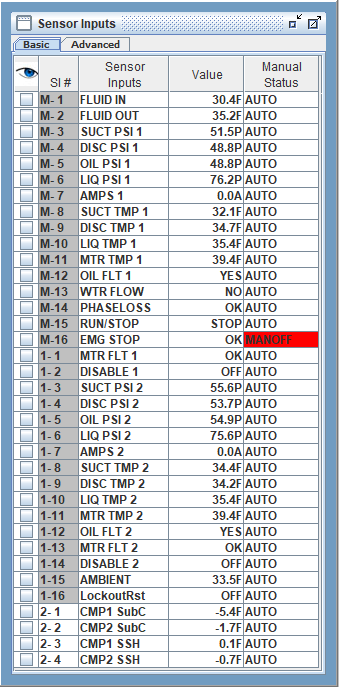 Sensor Inputs
Basic Advanced
SI # Sensor Inputs Value Manual Status
M- 1 FLUID IN 30.4F AUTO
M- 2 FLUID OUT 35.2F AUTO
M- 3 SUCT PSI 1 51.5P AUTO
M- 4 DISC PSI 1 48.8P AUTO
M- 5 OIL PSI 1 48.8P AUTO
M- 6 LIQ PSI 1 76.2P AUTO
M- 7 AMPS 1 0.0A AUTO
M- 8 SUCT TMP 1 32.1F AUTO
M- 9 DISC TMP 1 34.7F AUTO
M-10 LIQ TMP 1 35.4F AUTO
M-11 MTR TMP 1 39.4F AUTO
M-12 OIL FLT 1 YES AUTO
M-13 WTR FLOW NO AUTO
M-14 PHASELOSS OK AUTO
M-15 RUN/STOP STOP AUTO
M-16 EMG STOP OK MANOFF
1- 1 MTR FLT 1 OK AUTO
1- 2 DISABLE 1 OFF AUTO
1- 3 SUCT PSI 2 55.6P AUTO
1- 4 DISC PSI 2 53.7P AUTO
1- 5 OIL PSI 2 54.9P AUTO
1- 6 LIQ PSI 2 75.6P AUTO
1- 7 AMPS 2 0.0A AUTO
1- 8 SUCT TMP 2 34.4F AUTO
1- 9 DISC TMP 2 34.2F AUTO
1-10 LIQ TMP 2 35.4F AUTO
1-11 MTR TMP 2 39.4F AUTO
1-12 OIL FLT 2 YES AUTO
1-13 MTR FLT 2 OK AUTO
1-14 DISABLE 2 OFF AUTO
1-15 AMBIENT 33.5F AUTO
1-16 LockoutRst OFF AUTO
2- 1 CMP1 SubC -5.4F AUTO
2- 2 CMP2 SubC -1.7F AUTO
2- 3 CMP1 SSH 0.1F AUTO
2- 4 CMP2 SSH -0.7F AUTO